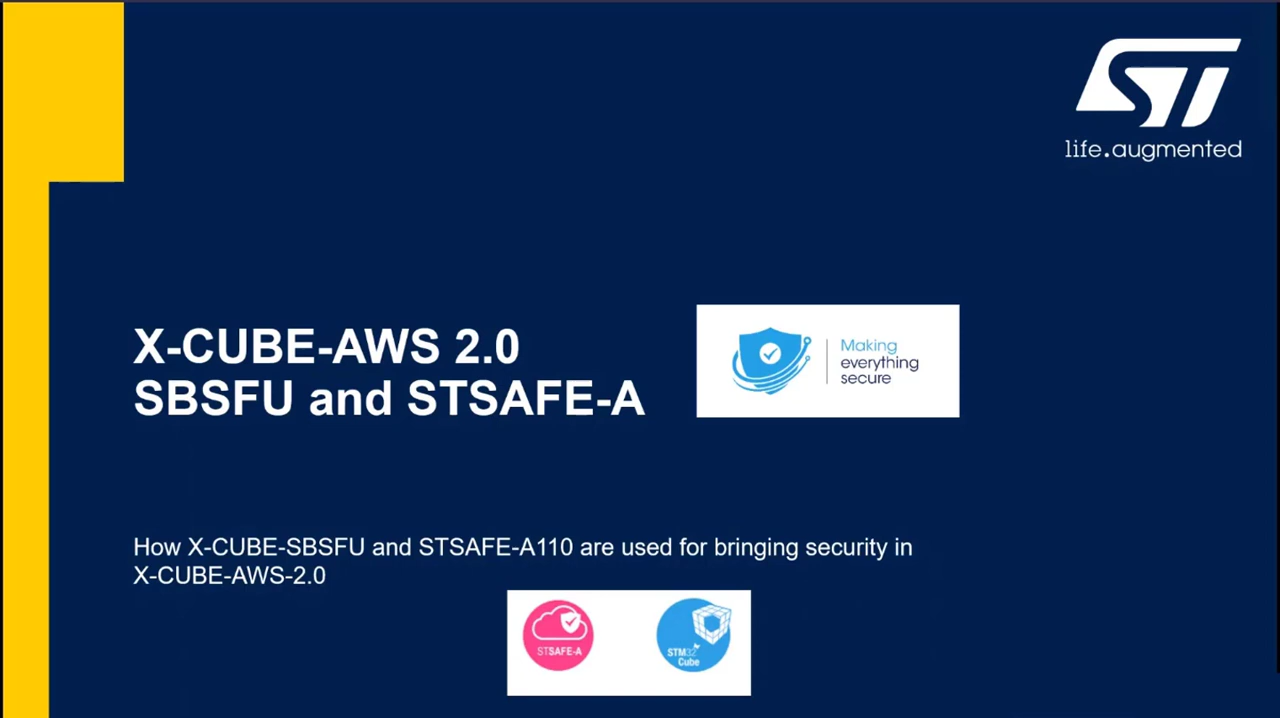 ST
life.augmented
X-CUBE-AWS 2.0
SBSFU and STSAFE-A
Making
everything
secure
How X-CUBE-SBSFU and STSAFE-A110 are used for bringing security in
X-CUBE-AWS-2.0
STSAFE-A
STM32
Cube